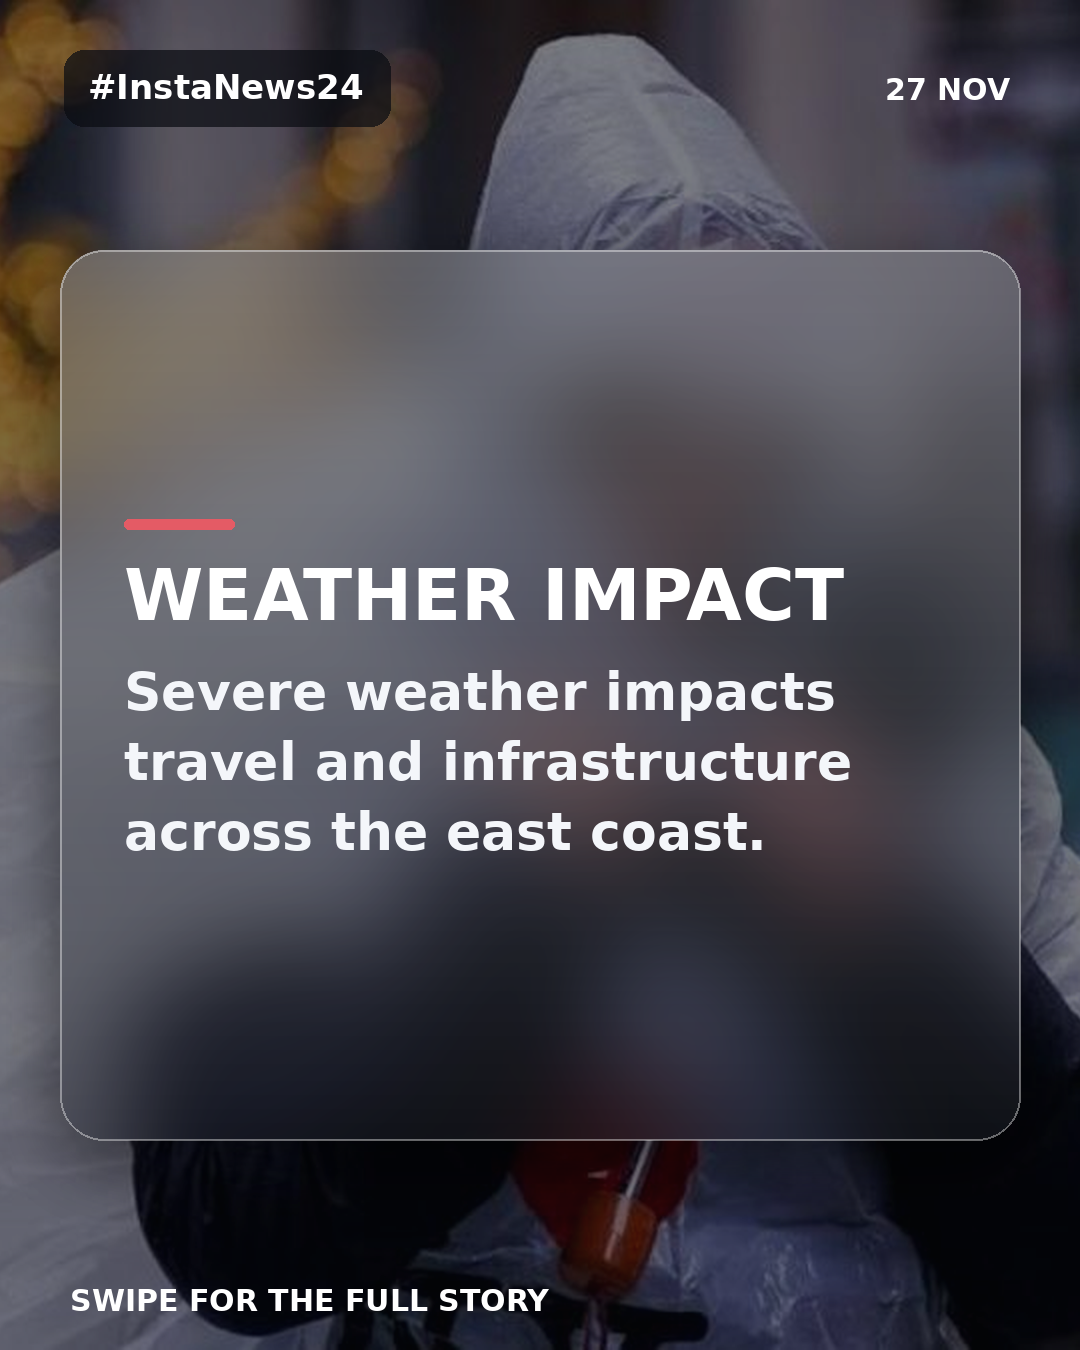 #InstaNews24
27 NOV
WEATHER IMPACT
Severe weather impacts
travel and infrastructure
across the east coast.
SWIPE FOR THE FULL STORY